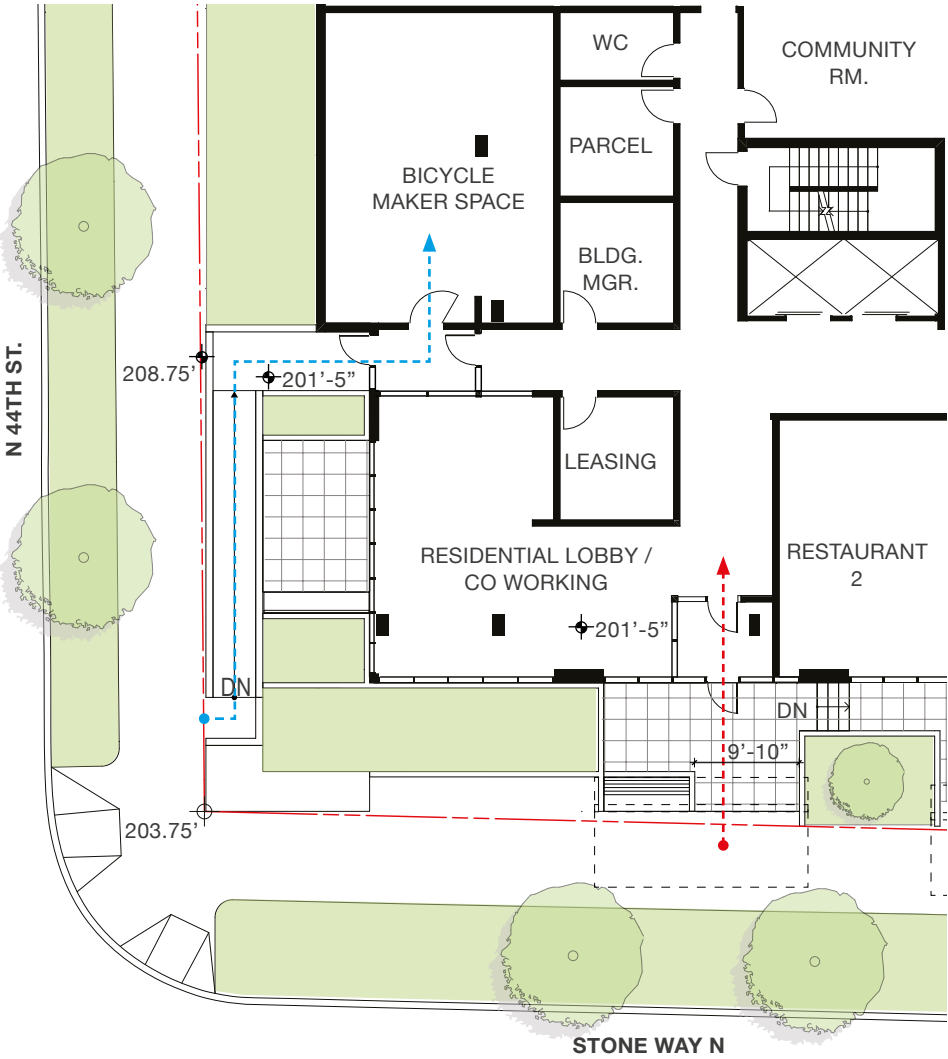 WC
COMMUNITY
RM.
PARCEL
BICYCLE
MAKER SPACE
BLDG.
MGR.
N 44TH ST.
208.75'
201'-5”
LEASING
RESIDENTIAL LOBBY /
CO WORKING
RESTAURANT
2
201'-5”
DN
DN
9'-10”
203.75'
STONE WAY N